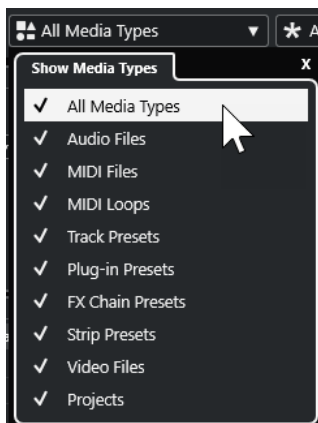 All Media Types
Show Media Types
X
All Media Types
Audio Files
MIDI Files
MIDI Loops
Track Presets
Plug-in Presets
FX Chain Presets
Strip Presets
Video Files
Projects